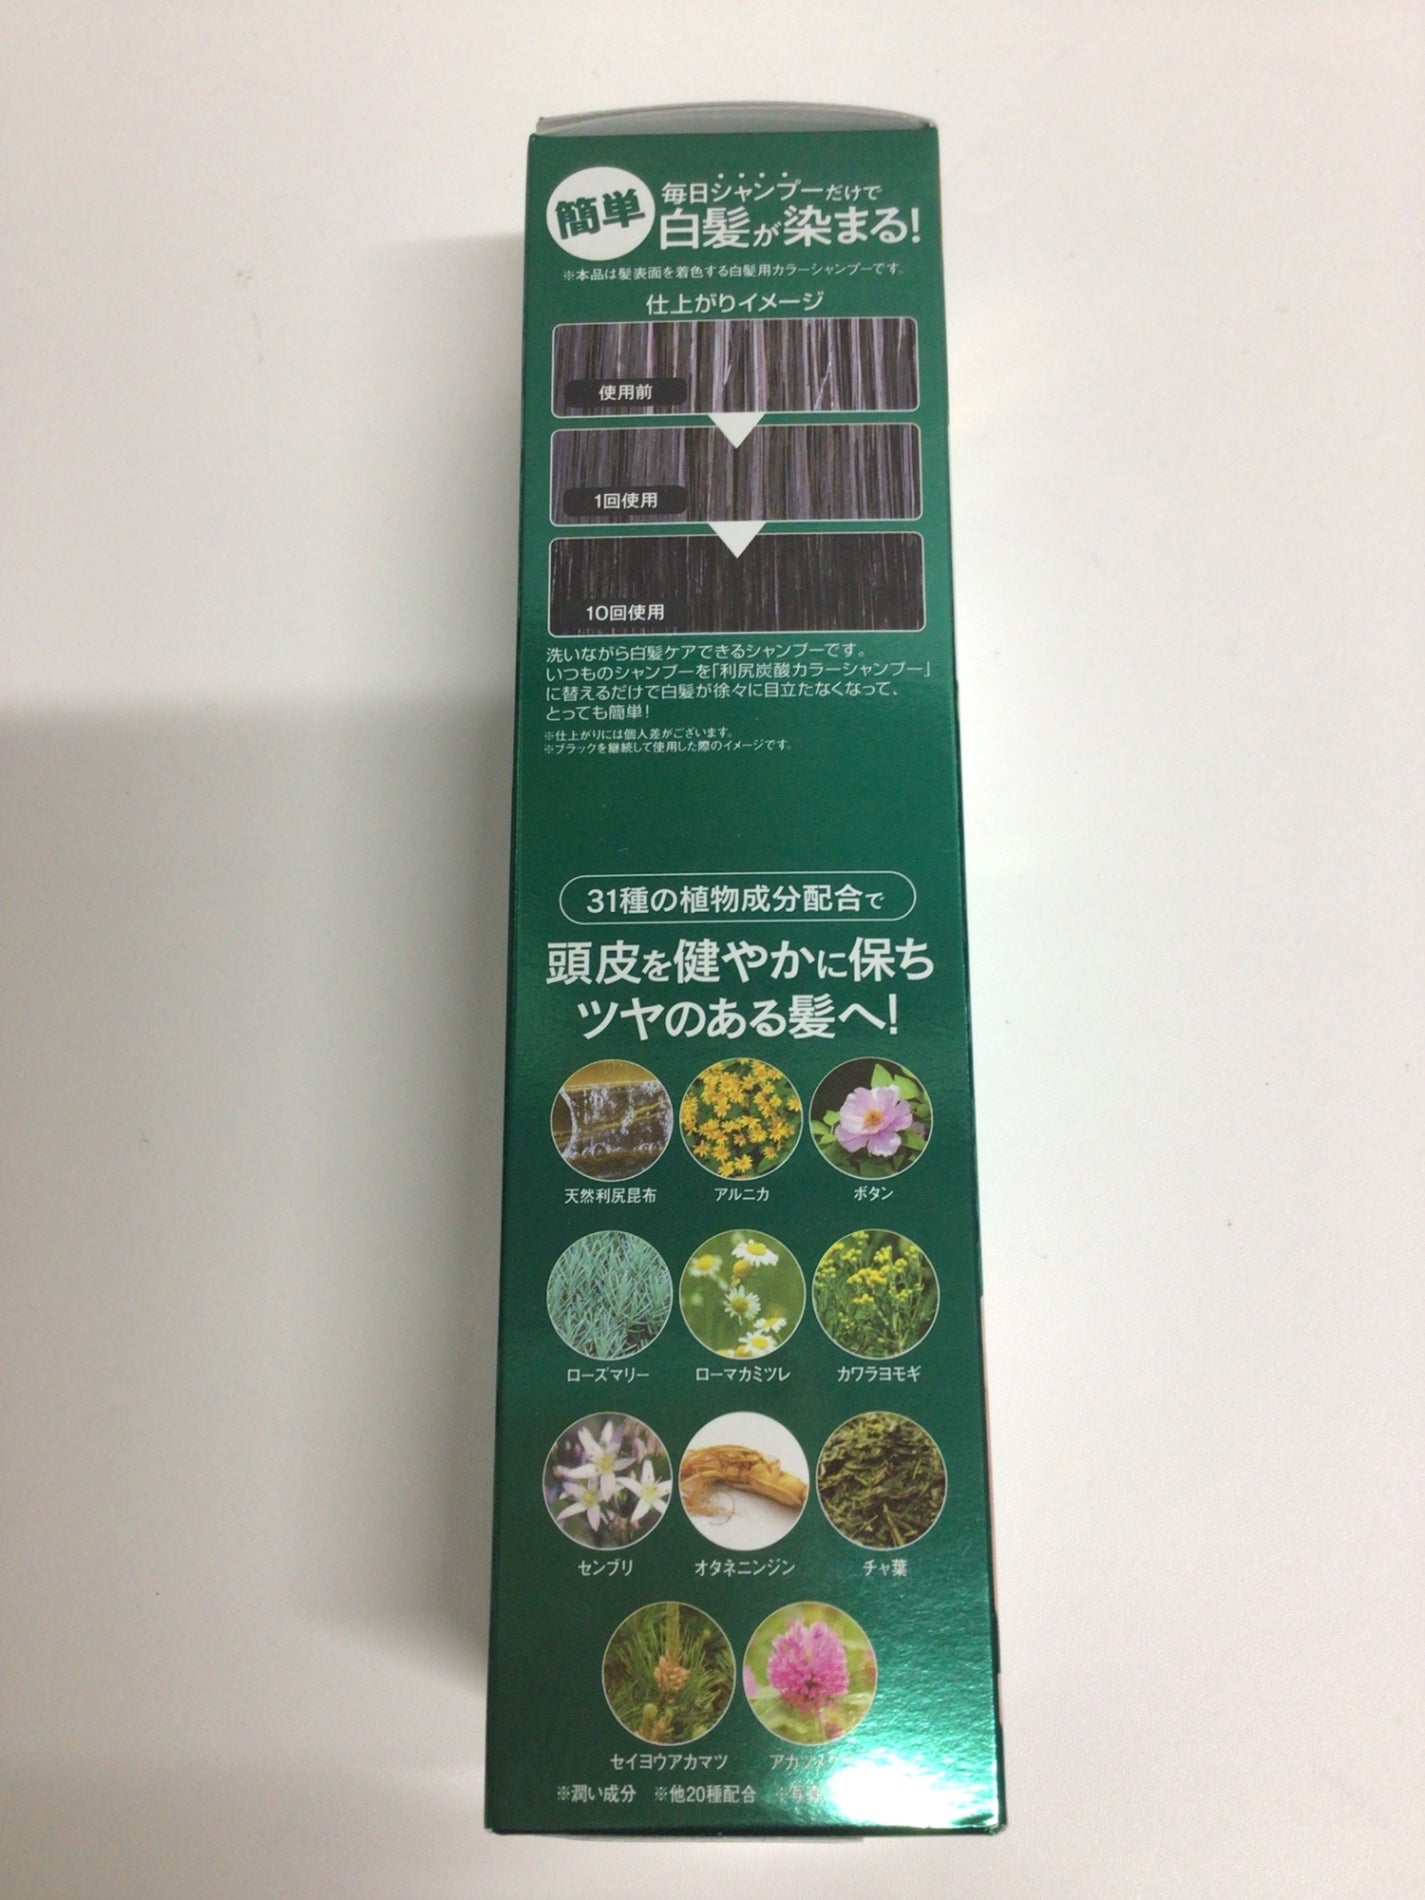 簡単
毎日シャンプーだけで
白髪が染まる!
※本品は髪表面を着色する白髪用カラーシャンプーです。
仕上がりイメージ
使用前
1回使用
10回使用
洗いながら白髪ケアできるシャンプーです。
いつものシャンプーを「利尻炭酸カラーシャンプー」
に替えるだけで白髪が徐々に目立たなくなって、
とっても簡単!
※仕上がりには個人差がございます。
※ブラックを継続して使用した際のイメージです。
31種の植物成分配合で
頭皮を健やかに保ち
ツヤのある髪へ!
天然利尻昆布 アルニカ ボタン
ローズマリー ローマカミツレ カワラヨモギ
センブリ オタネニンジン チャ葉
セイヨウアカマツ
※潤い成分 ※他20種配合